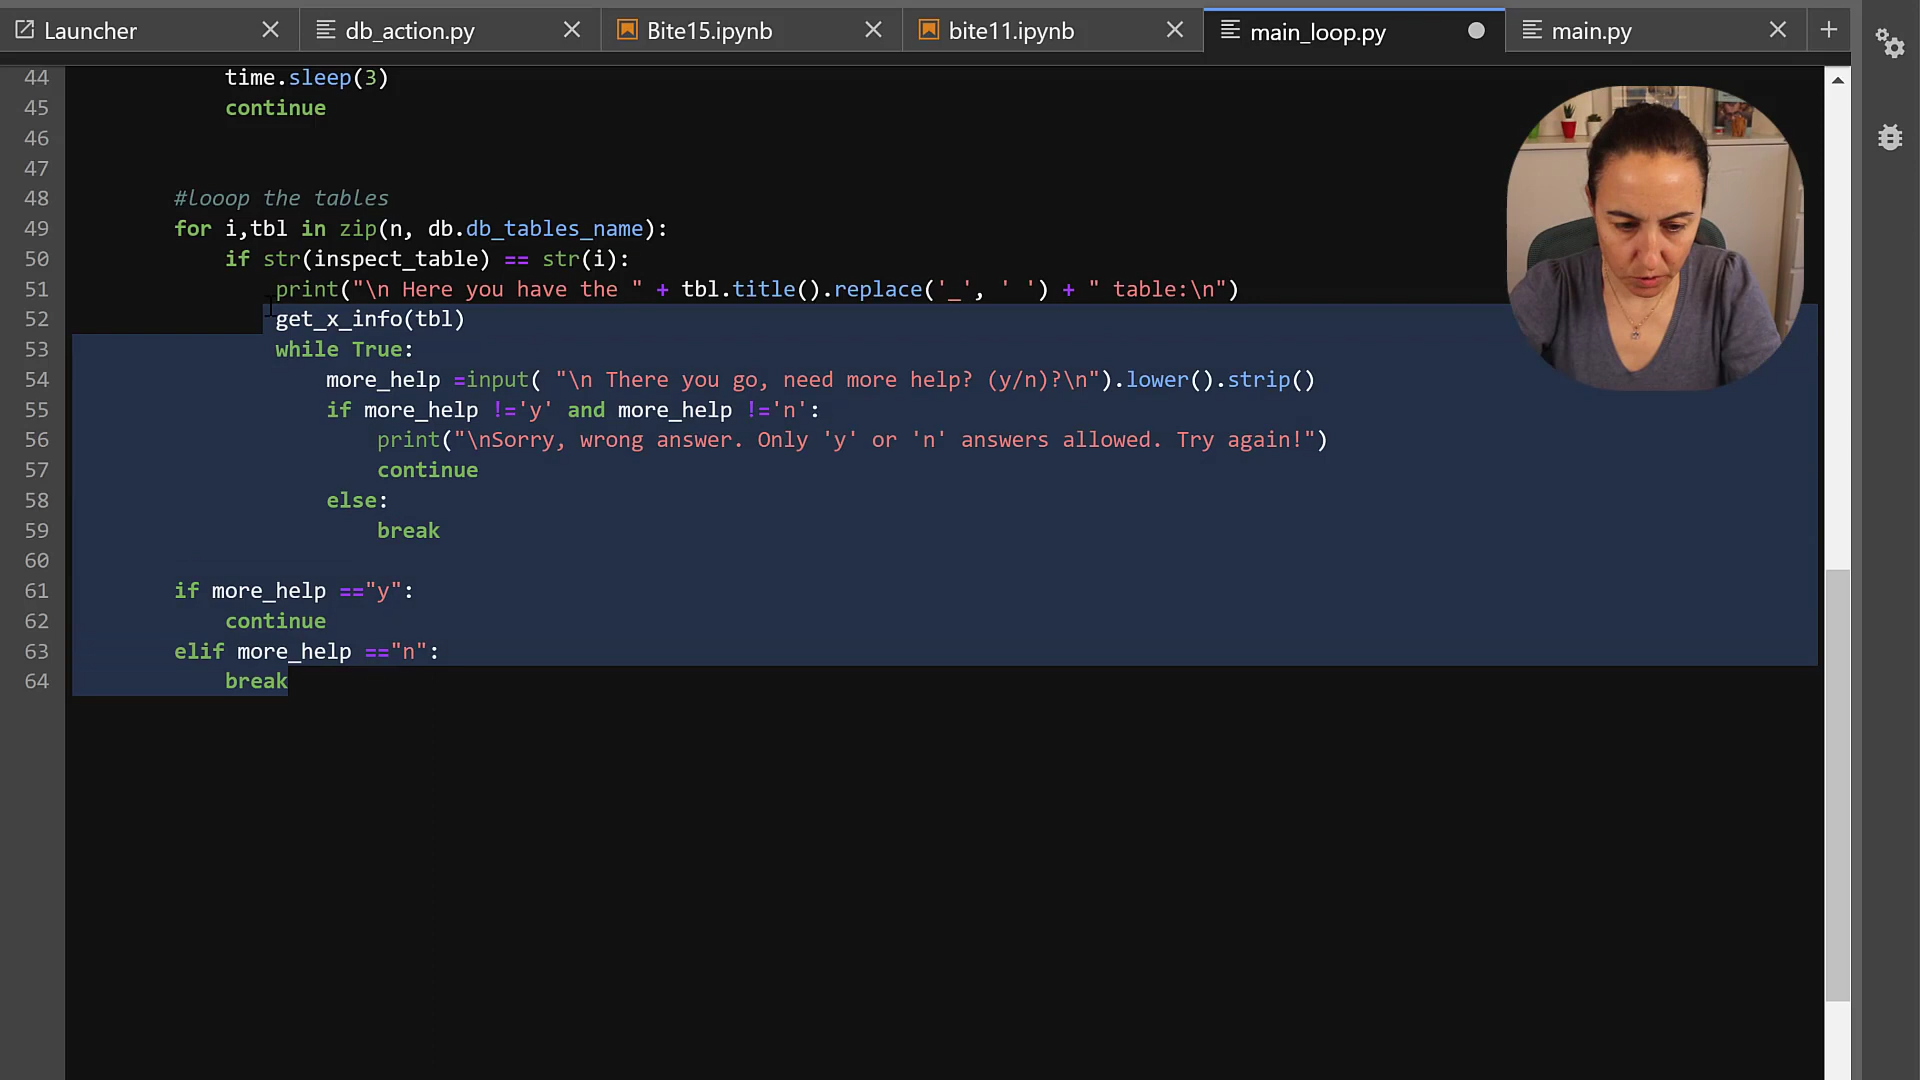 Launcher
db_action.py
Bite15.ipynb
bite11.ipynb
main_loop.py
main.py
44 time.sleep(3)
45 continue
46
47
48 #looop the tables
49 for i,tbl in zip(n, db.db_tables_name):
50 if str(inspect_table) == str(i):
51 print("\n Here you have the " + tbl.title().replace('_', ' ') + " table:\n")
52 get_x_info(tbl)
53 while True:
54 more_help =input( "\n There you go, need more help? (y/n)?\n").lower().strip()
55 if more_help !='y' and more_help !='n':
56 print("\nSorry, wrong answer. Only 'y' or 'n' answers allowed. Try again!")
57 continue
58 else:
59 break
60
61 if more_help =="y":
62 continue
63 elif more_help =="n":
64 break